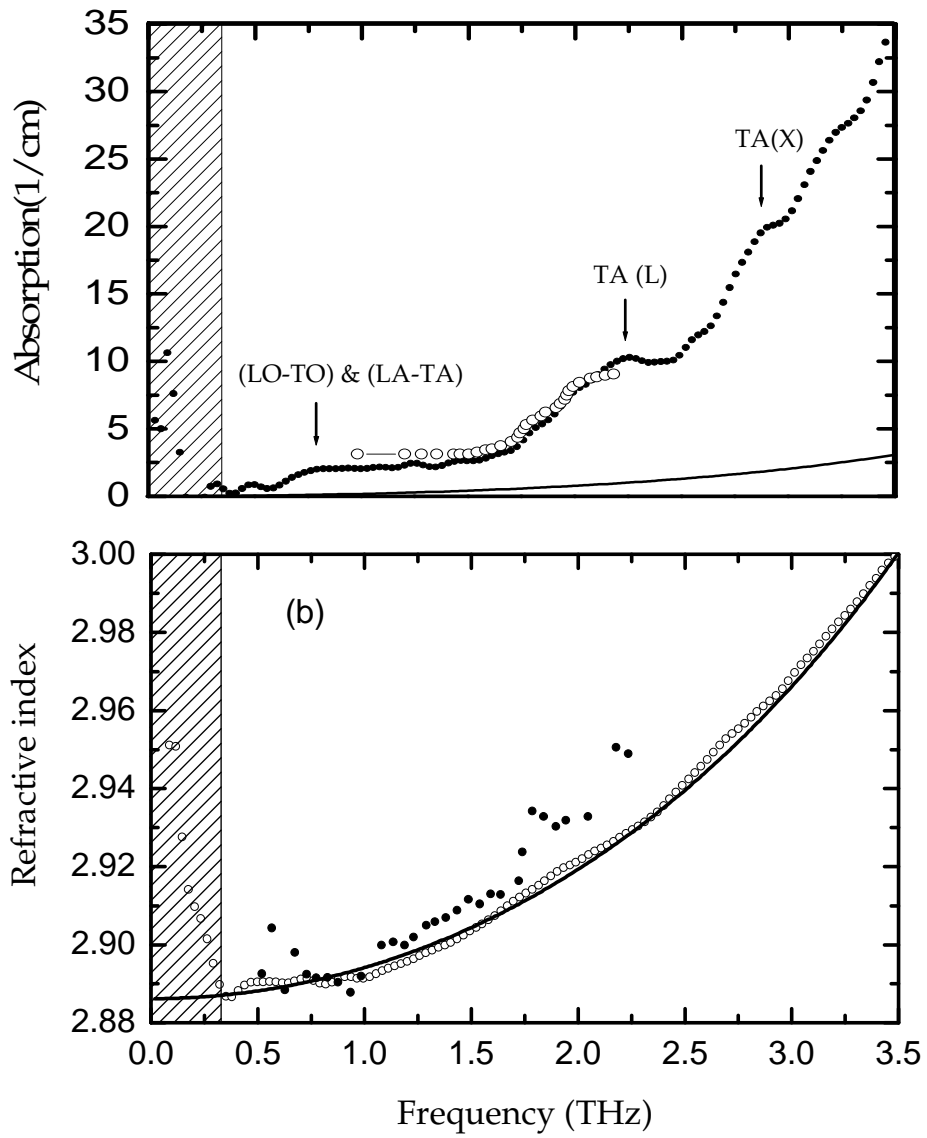 35
30
25
20
15
10
5
0
Absorption(1/cm)
(LO-TO) & (LA-TA)
TA (L)
TA(X)
3.00
2.98
2.96
2.94
2.92
2.90
2.88
Refractive index
(b)
0.0 0.5 1.0 1.5 2.0 2.5 3.0 3.5
Frequency (THz)